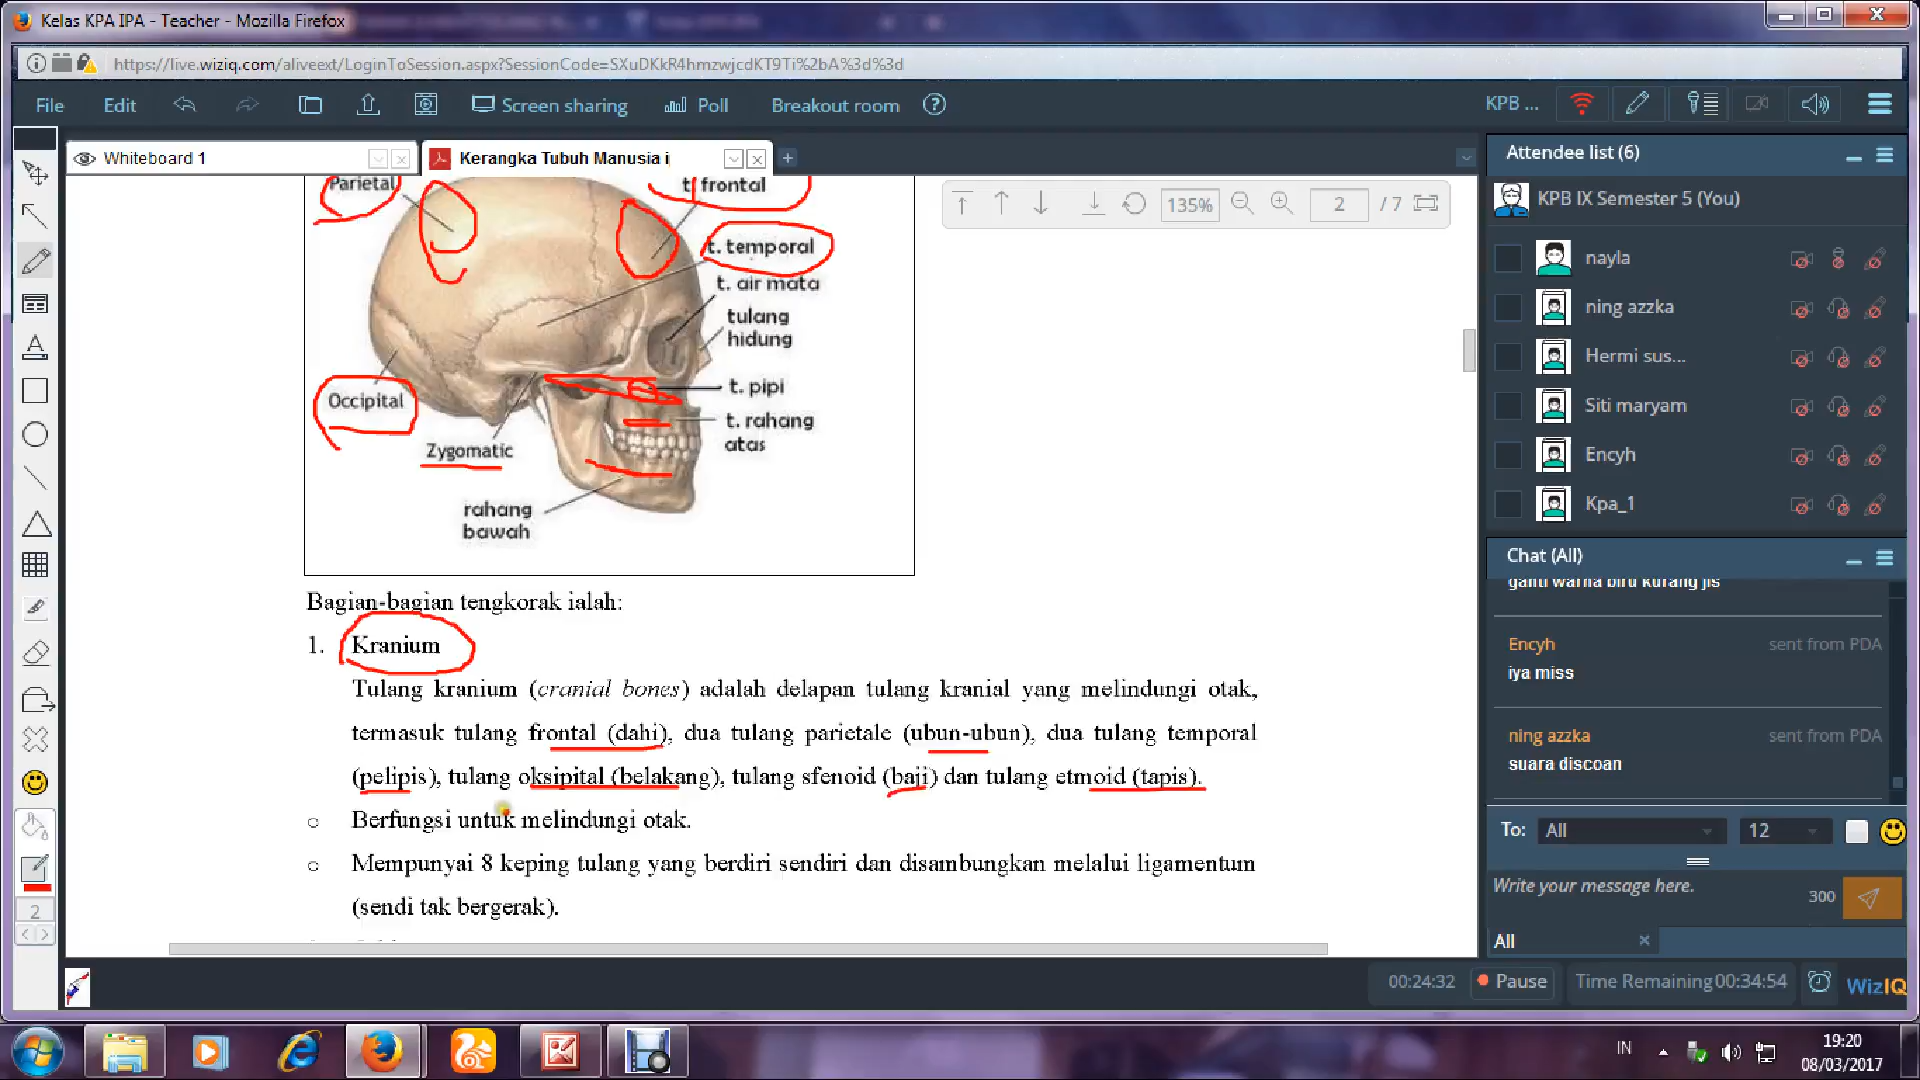 Kelas KPA IPA - Teacher - Mozilla Firefox
https://live.wiziq.com/aliveext/LoginToSession.aspx?SessionCode=SXuDKkR4hmzwjcdKT9Ti%2bA%3d%3d
File Edit Screen sharing Poll Breakout room ? KPB ...
Whiteboard 1
Kerangka Tubuh Manusia i
135% 2 / 7
Parietal
t. frontal
t. temporal
t. air mata
tulang
hidung
t. pipi
t. rahang
atas
Occipital
Zygomatic
rahang
bawah
Bagian-bagian tengkorak ialah:
1. Kranium
Tulang kranium (cranial bones) adalah delapan tulang kranial yang melindungi otak,
termasuk tulang frontal (dahi), dua tulang parietale (ubun-ubun), dua tulang temporal
(pelipis), tulang oksipital (belakang), tulang sfenoid (baji) dan tulang etmoid (tapis).
Berfungsi untuk melindungi otak.
Mempunyai 8 keping tulang yang berdiri sendiri dan disambungkan melalui ligamentum
(sendi tak bergerak).
2
Attendee list (6)
KPB IX Semester 5 (You)
nayla
ning azzka
Hermi sus...
Siti maryam
Encyh
Kpa_1
Chat (All)
ganti warna biru kurang jls
Encyh sent from PDA
iya miss
ning azzka sent from PDA
suara discoan
To: All 12
Write your message here. 300
All
00:24:32 Pause Time Remaining 00:34:54 WizIQ
IN
19:20
08/03/2017